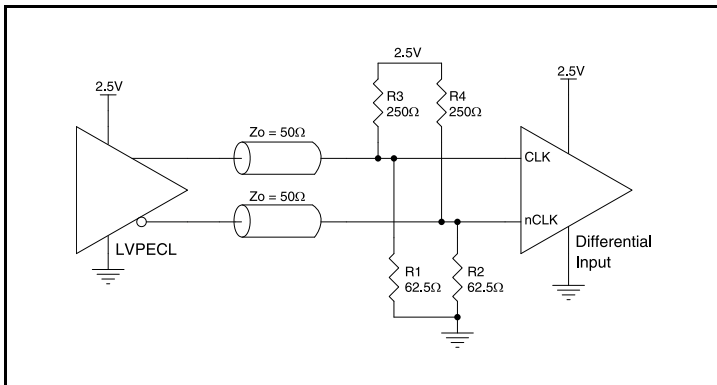 2.5V
2.5V
2.5V
R3
250Ω
R4
250Ω
Zo = 50Ω
CLK
Zo = 50Ω
nCLK
LVPECL
Differential
Input
R1
62.5Ω
R2
62.5Ω